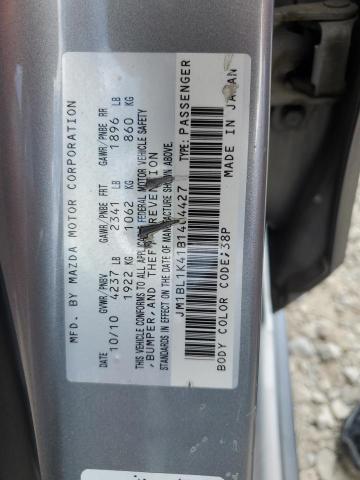 MFD. BY MAZDA MOTOR CORPORATION
DATE GVWR/PNBV GAWR/PNBE FRT GAWR/PNBE RR
10/10 4237 LB 2341 LB 1896 LB
1922 KG 1062 KG 860 KG
THIS VEHICLE CONFORMS TO ALL APPLICABLE FEDERAL MOTOR VEHICLE SAFETY
,BUMPER, AND THEFT PREVENTION
STANDARDS IN EFFECT ON THE DATE OF MANUFACTURE SHOWN ABOVE.
TYPE:PASSENGER
MADE IN JAPAN
BODY COLOR CODE:38P